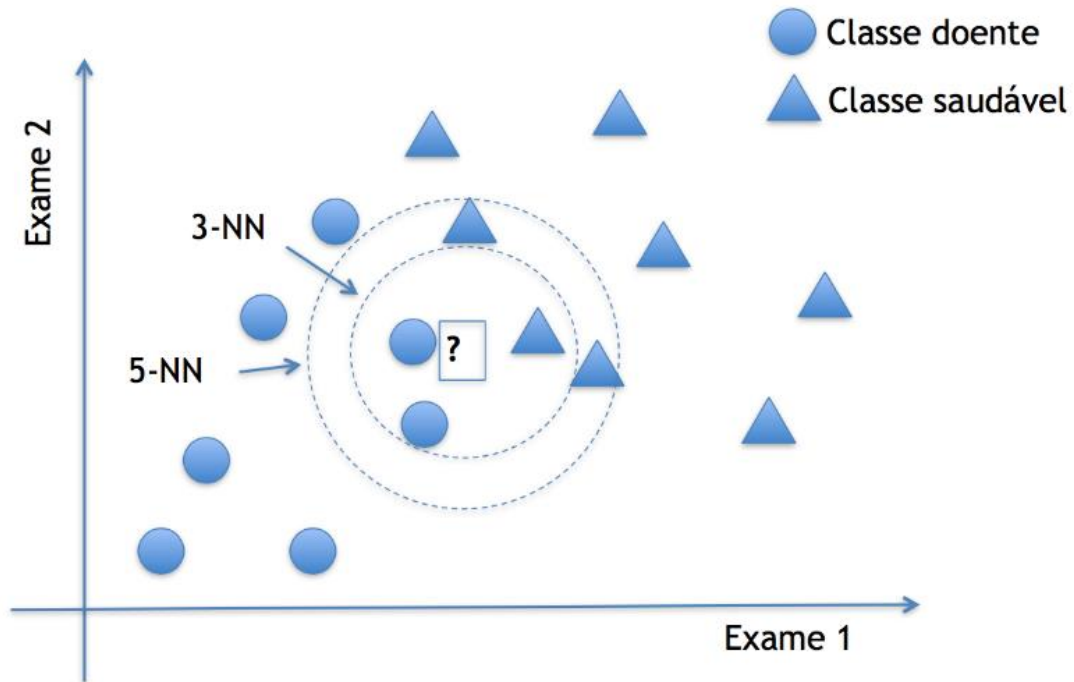 Classe doente
Classe saudável
Exame 2
3-NN
?
5-NN
Exame 1